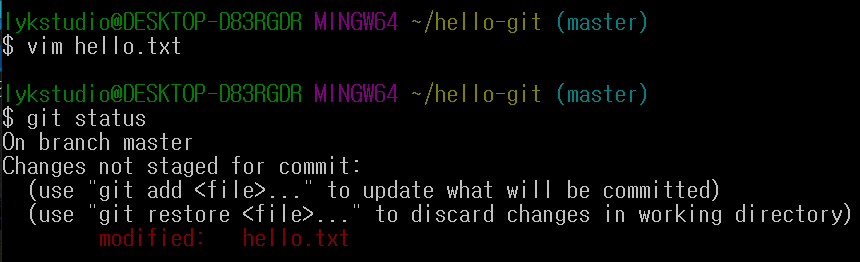 lykstudio@DESKTOP-D83RGDR MINGW64 ~/hello-git (master)
$ vim hello.txt
lykstudio@DESKTOP-D83RGDR MINGW64 ~/hello-git (master)
$ git status
On branch master
Changes not staged for commit:
  (use "git add <file>..." to update what will be committed)
  (use "git restore <file>..." to discard changes in working directory)
        modified:   hello.txt